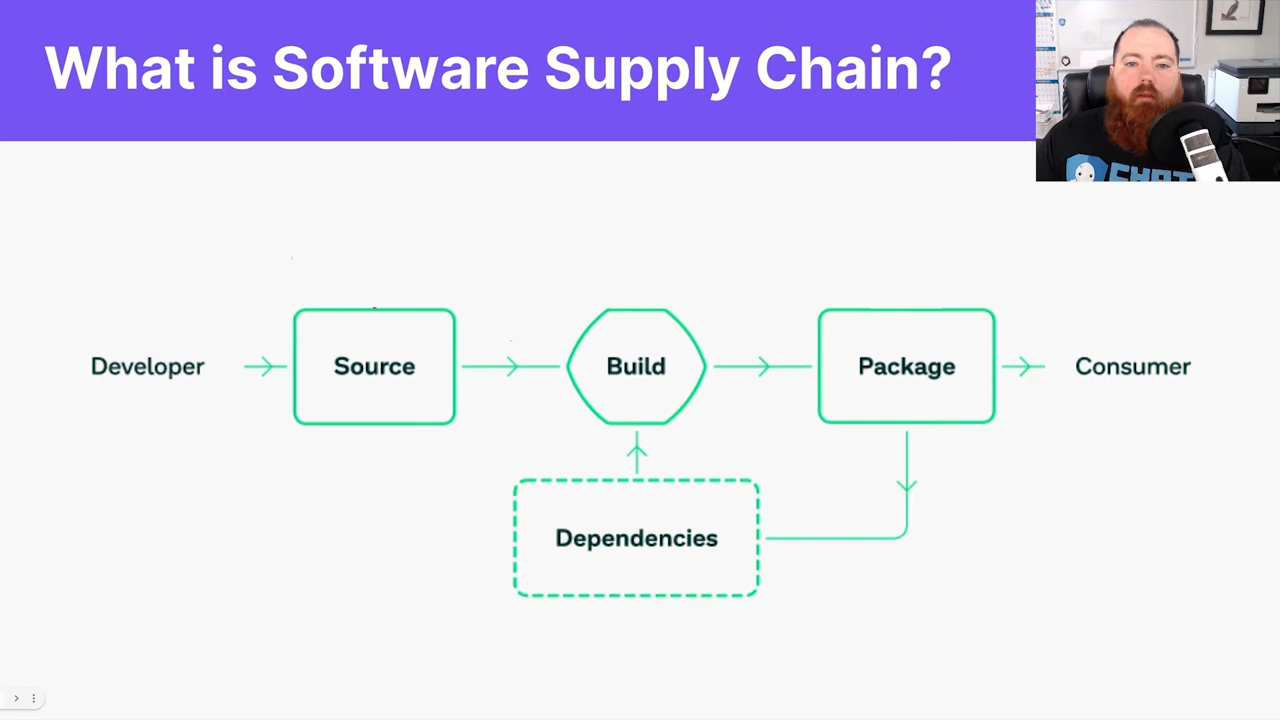 What is Software Supply Chain?
Developer
Source
Build
Package
Consumer
Dependencies